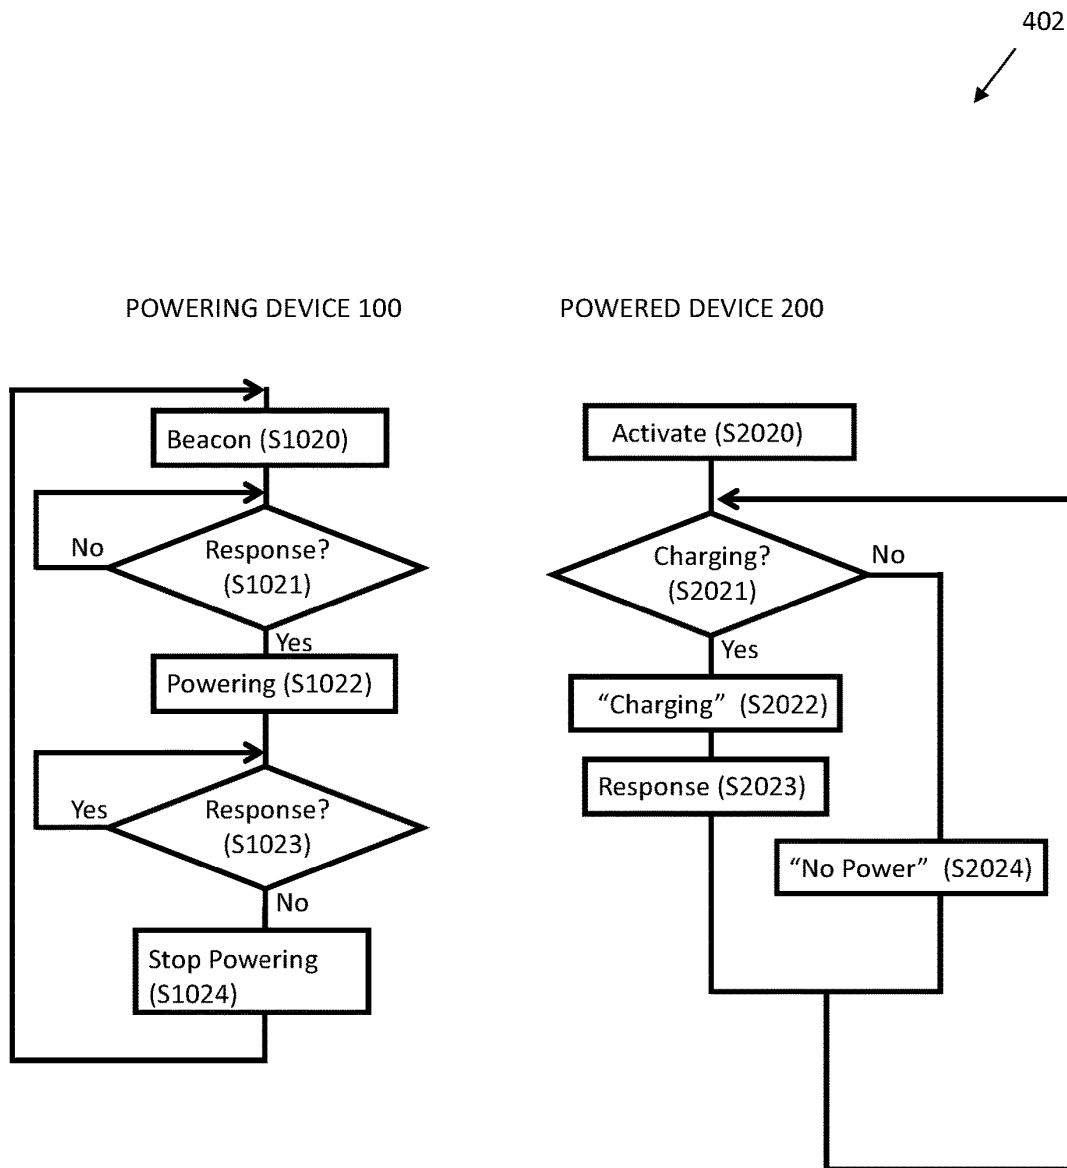 402
POWERING DEVICE 100
POWERED DEVICE 200
Beacon (S1020)
Response?
(S1021)
No
Yes
Powering (S1022)
Response?
(S1023)
Yes
No
Stop Powering
(S1024)
Activate (S2020)
Charging?
(S2021)
No
Yes
“Charging” (S2022)
Response (S2023)
“No Power” (S2024)